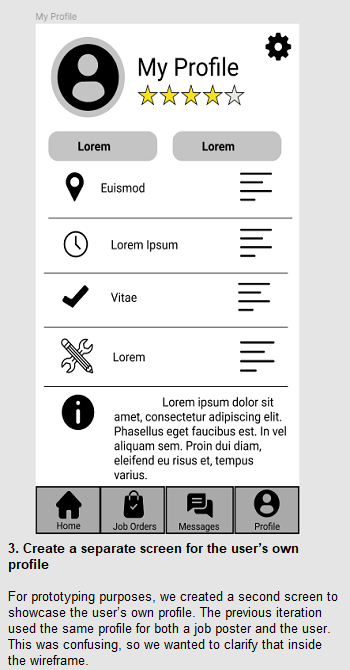 My Profile
My Profile
Lorem Lorem
Euismod
Lorem Ipsum
Vitae
Lorem
Lorem ipsum dolor sit
amet, consectetur adipiscing elit.
Phasellus eget faucibus est. In vel
aliquam sem. Proin dui diam,
eleifend eu risus et, tempus
varius.
Home Job Orders Messages Profile
3. Create a separate screen for the user's own
profile
For prototyping purposes, we created a second screen to
showcase the user's own profile. The previous iteration
used the same profile for both a job poster and the user.
This was confusing, so we wanted to clarify that inside
the wireframe.